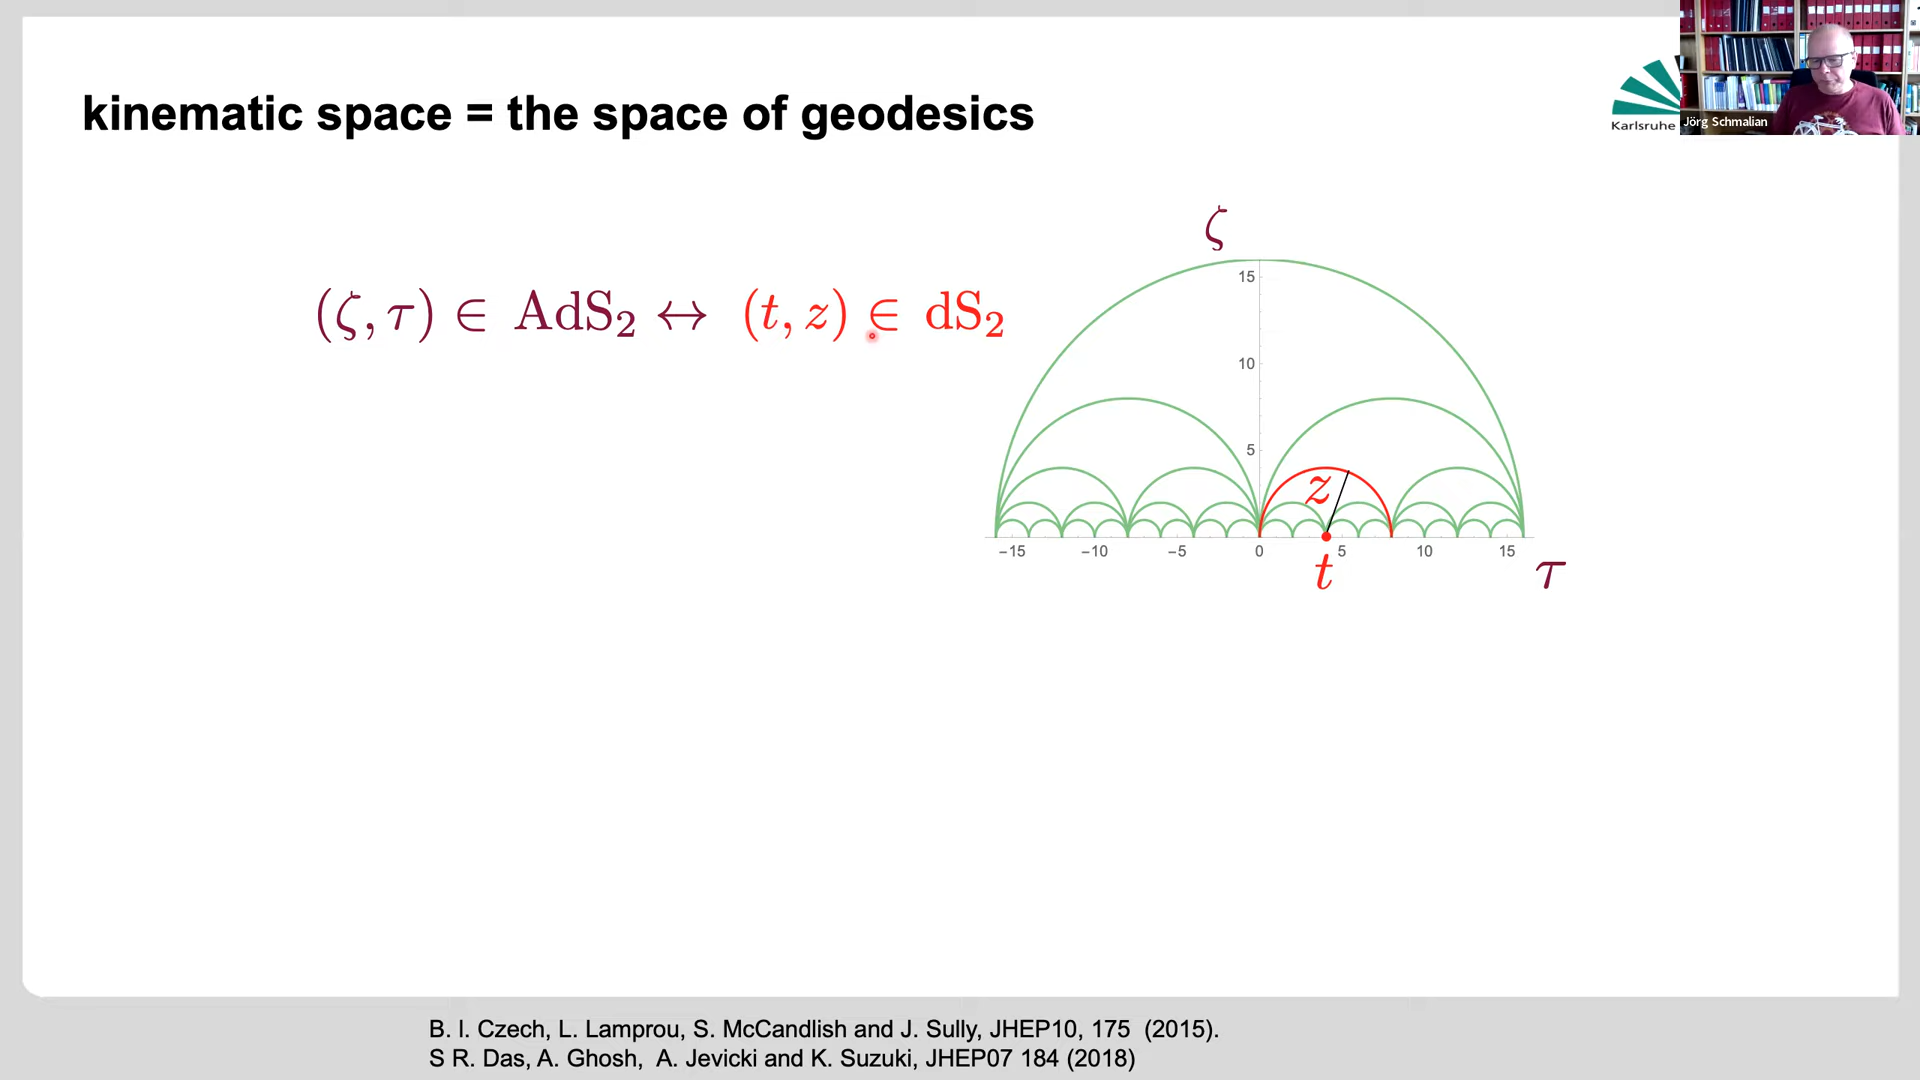 Karlsruhe
Jörg Schmalian
kinematic space = the space of geodesics
(ζ, τ) ∈ AdS₂ ↔ (t, z) ∈ dS₂
ζ
15
10
5
z
−15 −10 −5 0 5 10 15
t
τ
B. I. Czech, L. Lamprou, S. McCandlish and J. Sully, JHEP10, 175 (2015).
S R. Das, A. Ghosh, A. Jevicki and K. Suzuki, JHEP07 184 (2018)